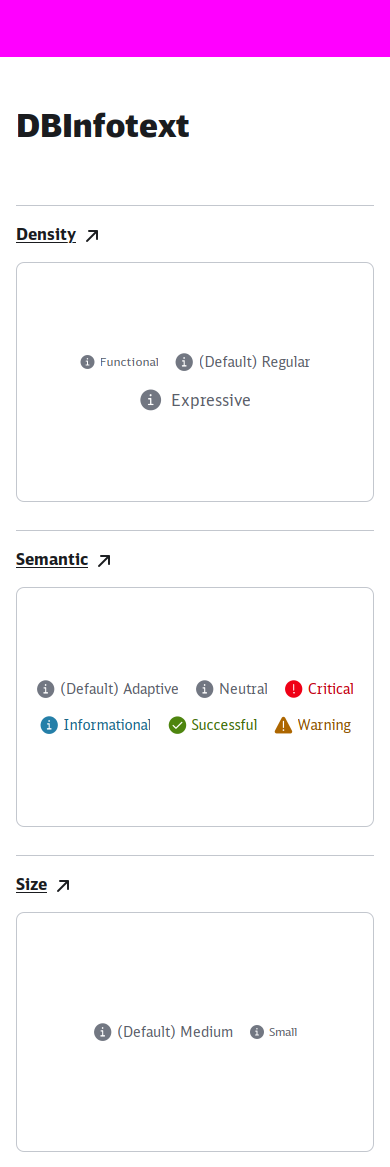 DBInfotext
Density
Functional (Default) Regular
Expressive
Semantic
(Default) Adaptive Neutral Critical
Informational Successful Warning
Size
(Default) Medium Small